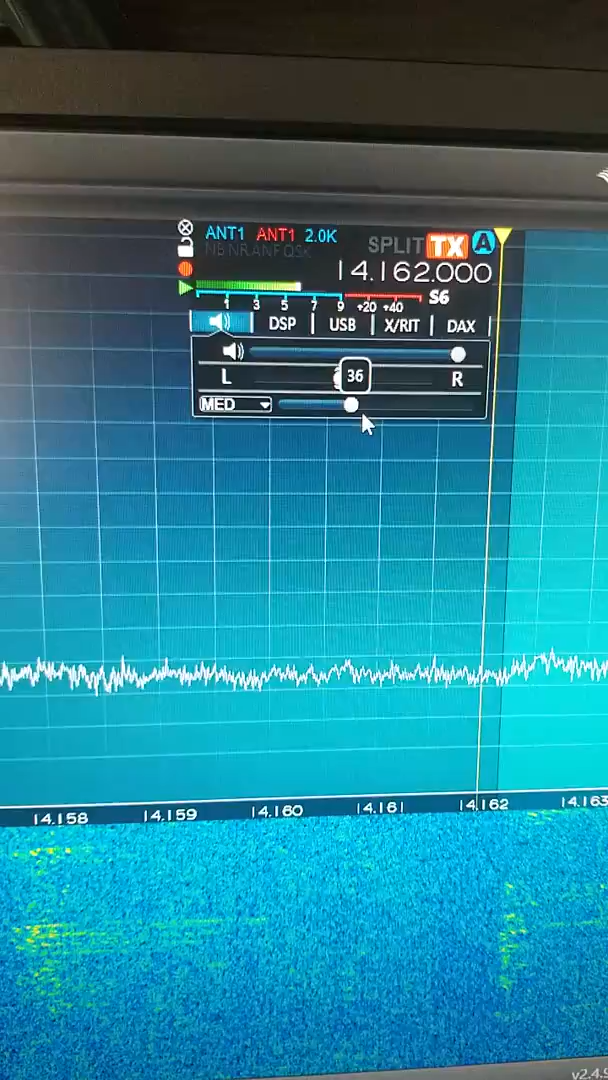 ANT1 ANT1 2.0K SPLIT TX A
NB NR ANF QSK
14.162.000
1 3 5 7 9 +20 +40 S6
DSP USB X/RIT DAX
L 36 R
MED
14.158 14.159 14.160 14.161 14.162 14.163